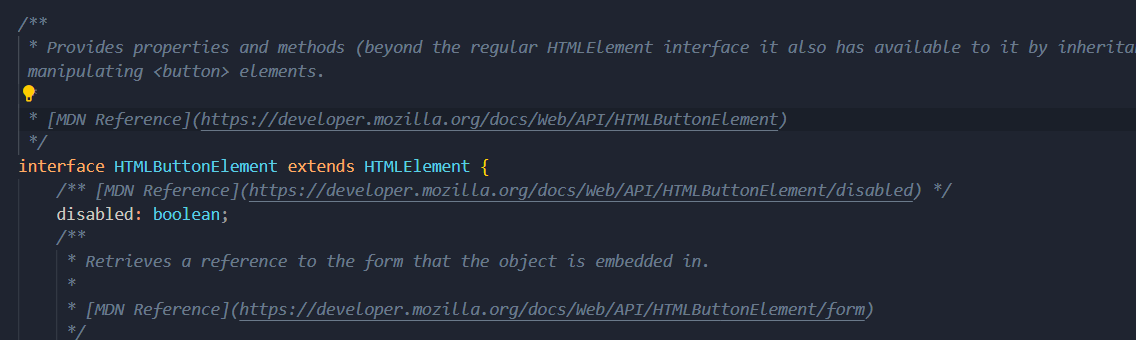 /**
* Provides properties and methods (beyond the regular HTMLElement interface it also has available to it by
manipulating <button> elements.
* [MDN Reference](https://developer.mozilla.org/docs/Web/API/HTMLButtonElement)
*/
interface HTMLButtonElement extends HTMLElement {
/** [MDN Reference](https://developer.mozilla.org/docs/Web/API/HTMLButtonElement/disabled) */
disabled: boolean;
/**
* Retrieves a reference to the form that the object is embedded in.
*
* [MDN Reference](https://developer.mozilla.org/docs/Web/API/HTMLButtonElement/form)
*/